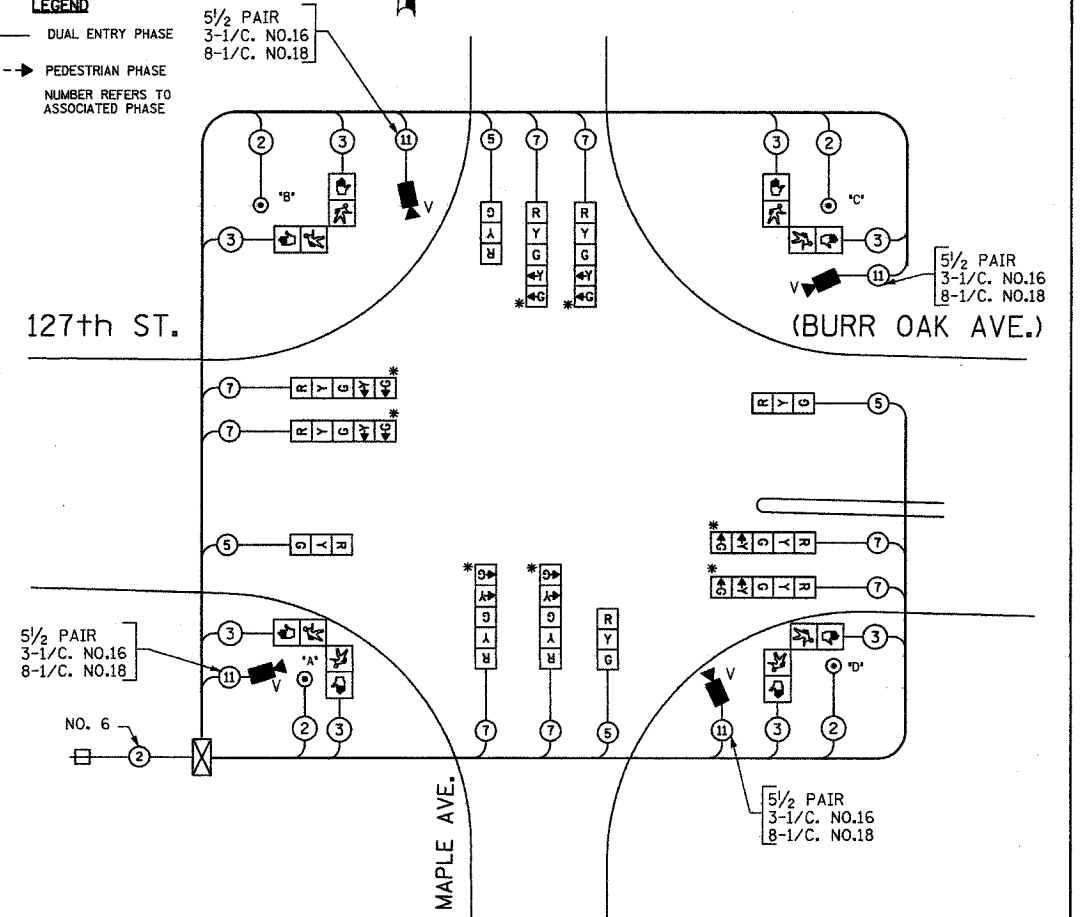 LEGEND
DUAL ENTRY PHASE
PEDESTRIAN PHASE
NUMBER REFERS TO
ASSOCIATED PHASE
5½ PAIR
3-1/C. NO.16
8-1/C. NO.18
2 3 11 5 7 7 3 2
"B" V
G Y R
R Y G Y G *
R Y G Y G *
"C"
3
3
V 11
5½ PAIR
3-1/C. NO.16
8-1/C. NO.18
127th ST.
(BURR OAK AVE.)
7 R Y G Y G *
R Y G 5
7 R Y G Y G *
5 G Y R
* G Y G Y R 7
* G Y G Y R 7
5½ PAIR
3-1/C. NO.16
8-1/C. NO.18
3
11 V
"A"
* G Y G Y R
* G Y G Y R
R Y G
3
V
"D"
2 3 7 7 5 11 3 2
NO. 6
2
5½ PAIR
3-1/C. NO.16
8-1/C. NO.18
MAPLE AVE.